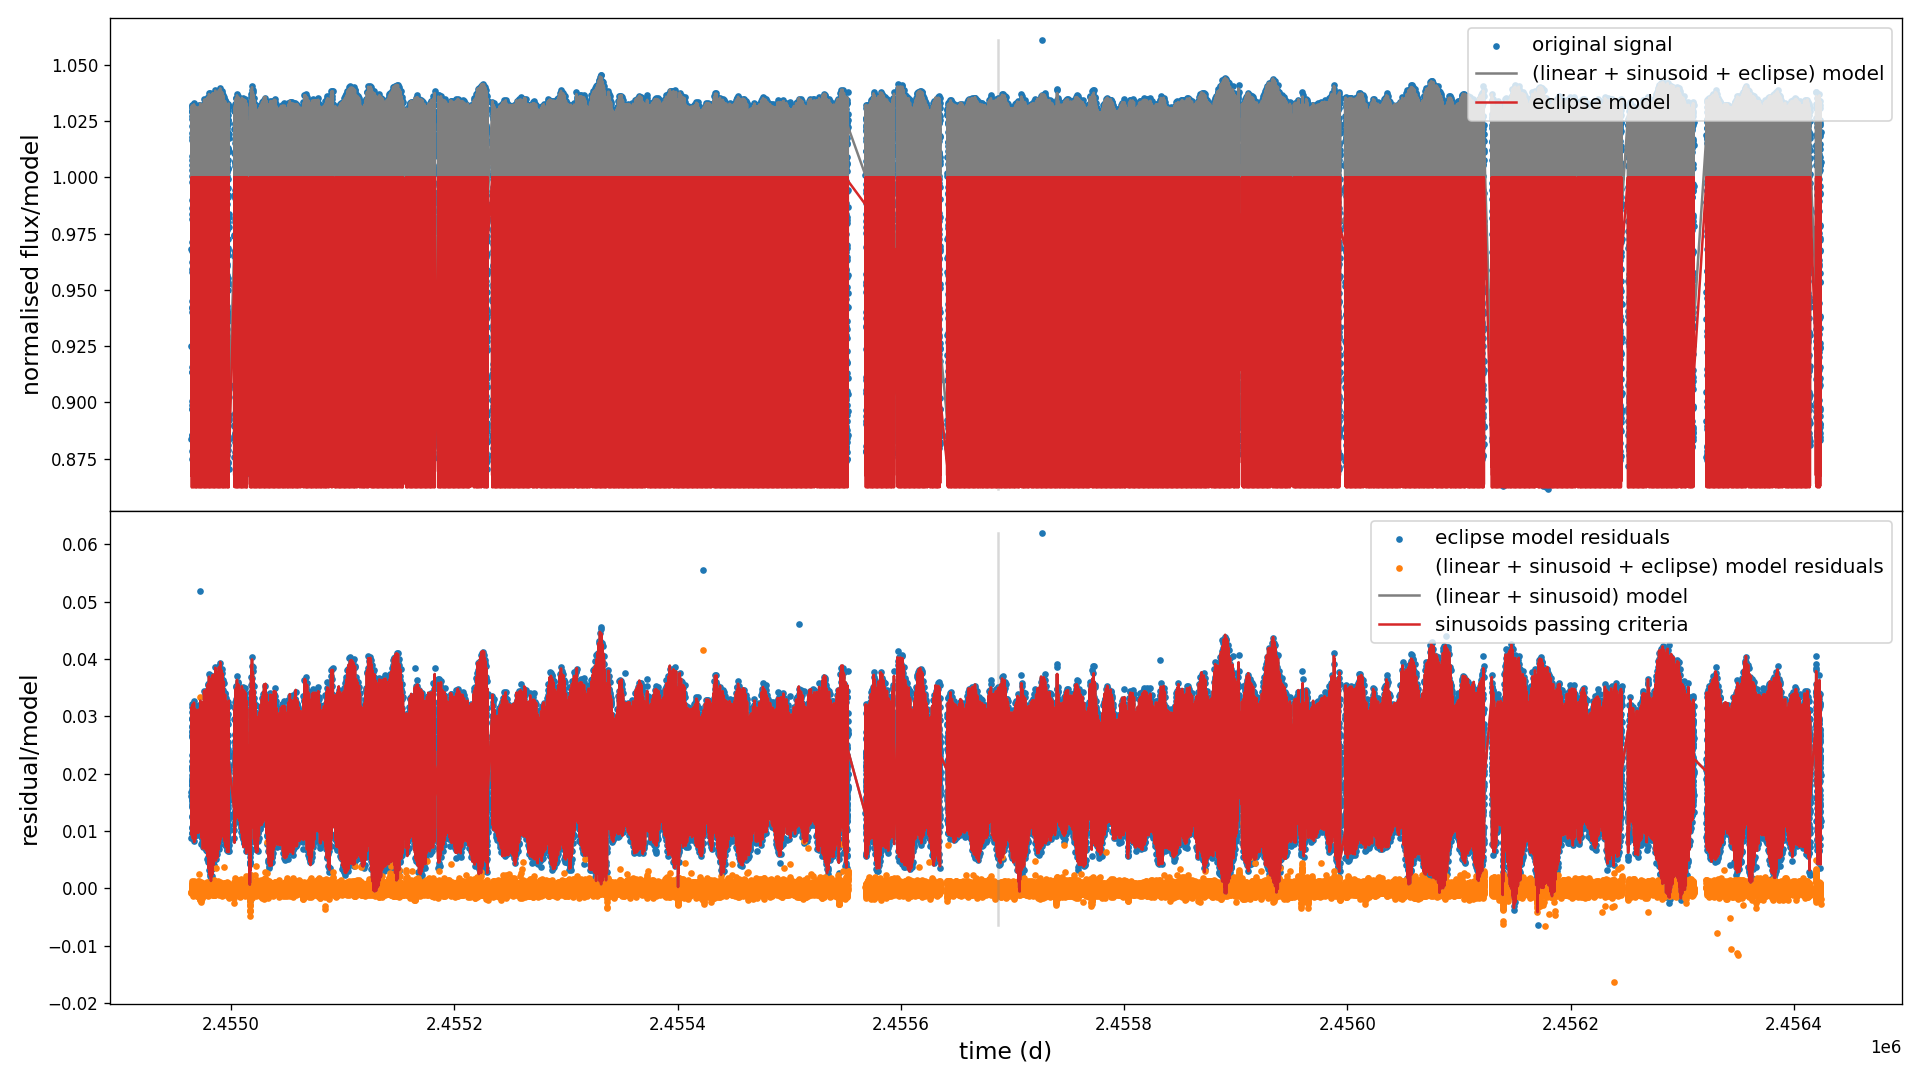 original signal
(linear + sinusoid + eclipse) model
eclipse model
normalised flux/model
1.050
1.025
1.000
0.975
0.950
0.925
0.900
0.875
eclipse model residuals
(linear + sinusoid + eclipse) model residuals
(linear + sinusoid) model
sinusoids passing criteria
residual/model
0.06
0.05
0.04
0.03
0.02
0.01
0.00
−0.01
−0.02
2.4550 2.4552 2.4554 2.4556 2.4558 2.4560 2.4562 2.4564
time (d)
1e6